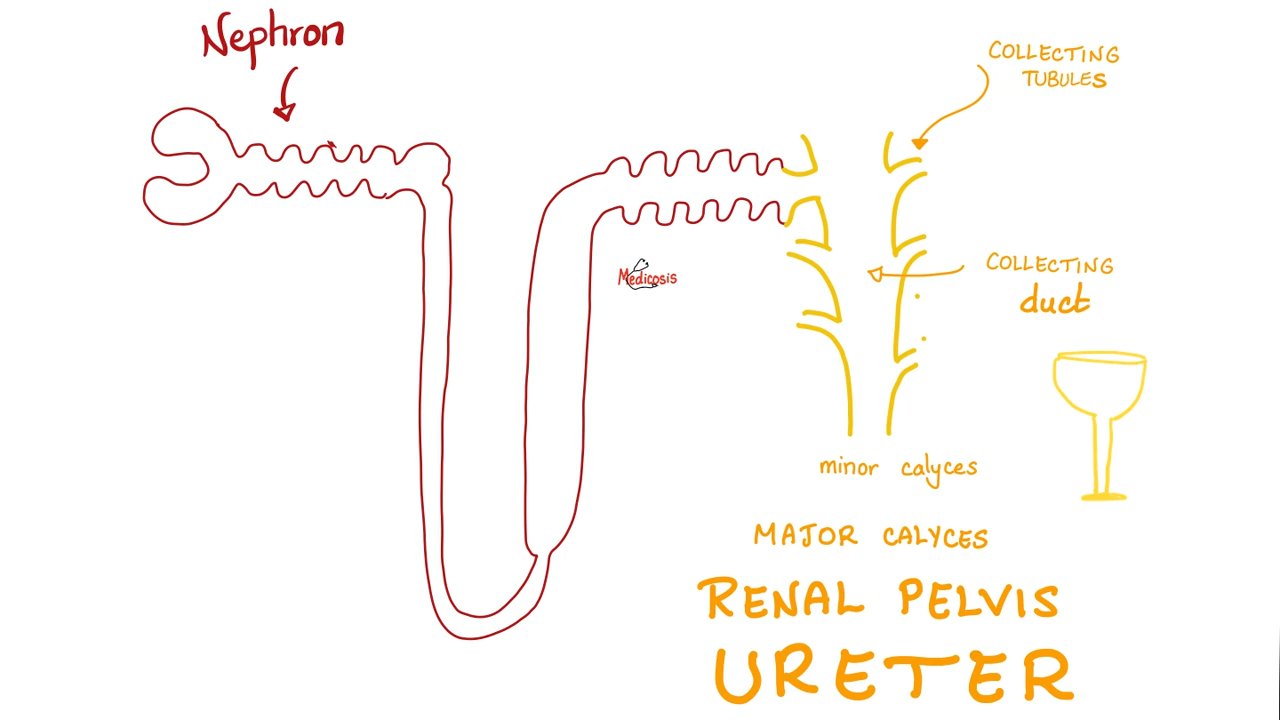 Nephron
COLLECTING
TUBULES
Medicosis
COLLECTING
duct
minor calyces
MAJOR CALYCES
RENAL PELVIS
URETER